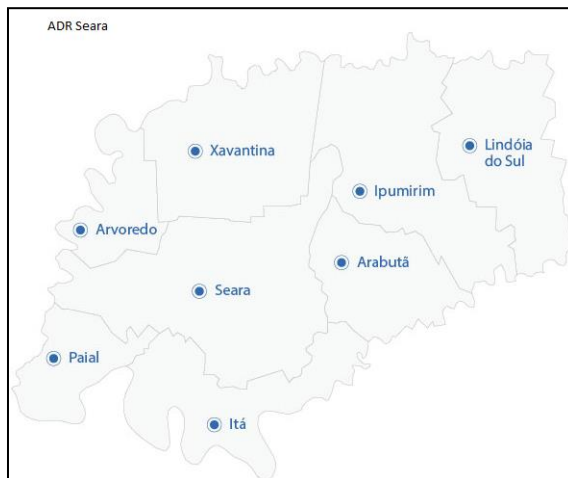 ADR Seara
Xavantina
Lindóia
do Sul
Ipumirim
Arvoredo
Arabutã
Seara
Paial
Itá